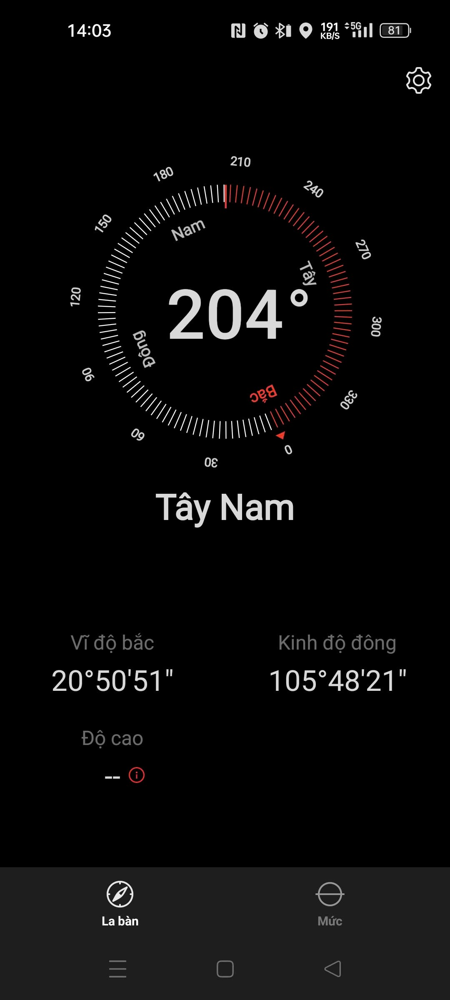 14:03
191
KB/S
5G
81
210
180
240
150
270
Nam
Tây
120
204°
300
Đông
90
Bắc
330
60
0
30
Tây Nam
Vĩ độ bắc
Kinh độ đông
20°50'51"
105°48'21"
Độ cao
--
La bàn
Mức